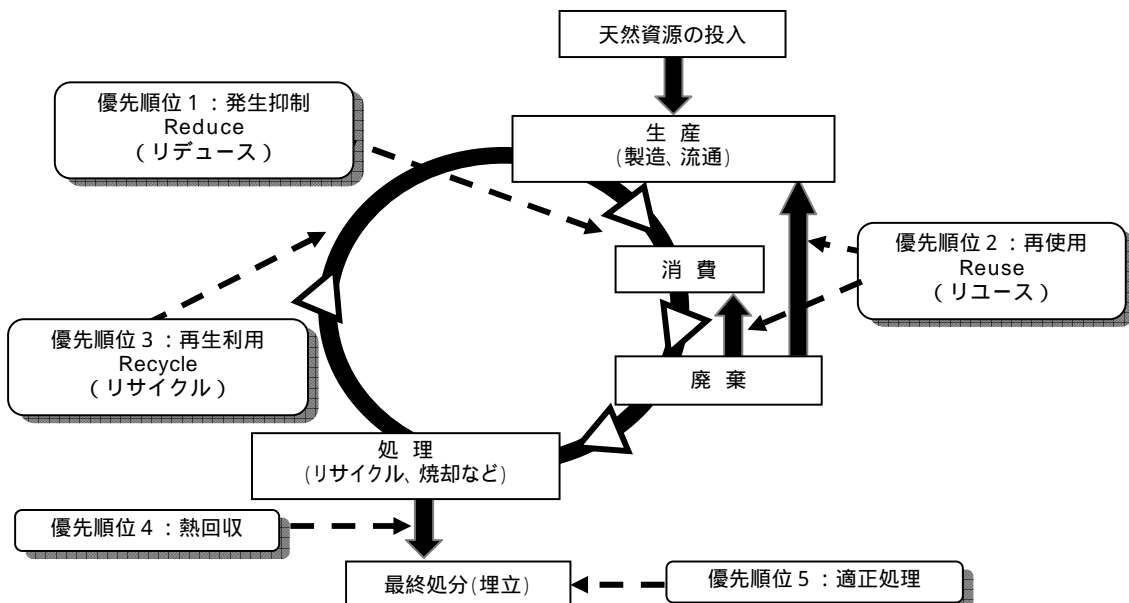 天然資源の投入
優先順位1：発生抑制
Reduce
（リデュース）
生 産
(製造、流通)
優先順位2：再使用
Reuse
（リユース）
消 費
優先順位3：再生利用
Recycle
（リサイクル）
廃 棄
処 理
(リサイクル、焼却など)
優先順位4：熱回収
最終処分(埋立)
優先順位5：適正処理